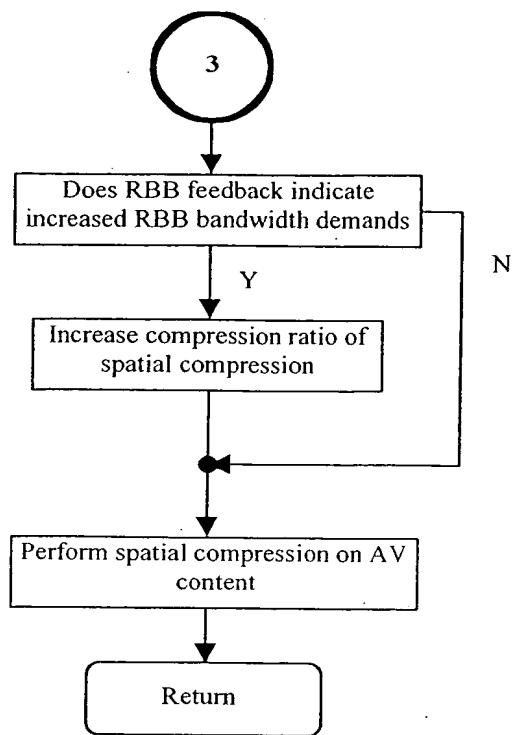 3
Does RBB feedback indicate
increased RBB bandwidth demands
N
Y
Increase compression ratio of
spatial compression
Perform spatial compression on AV
content
Return